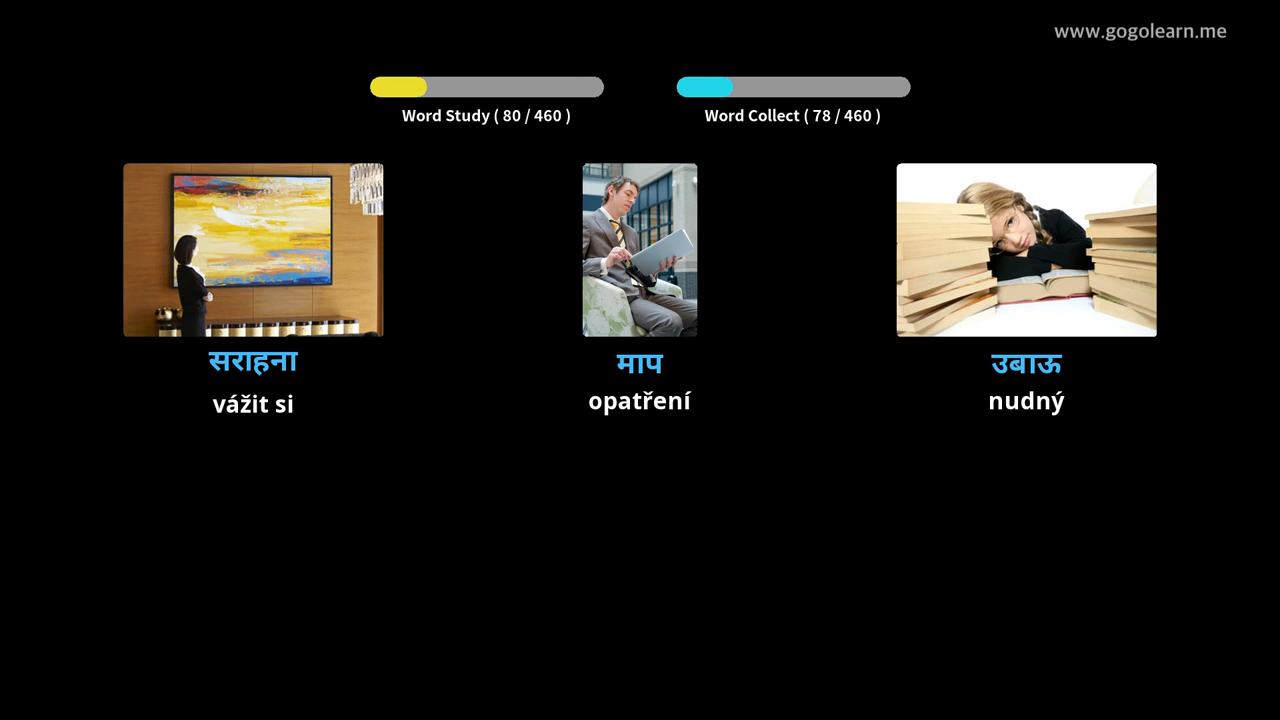 www.gogolearn.me
Word Study ( 80 / 460 )
Word Collect ( 78 / 460 )
सराहना
माप
उबाऊ
vážit si
opatření
nudný